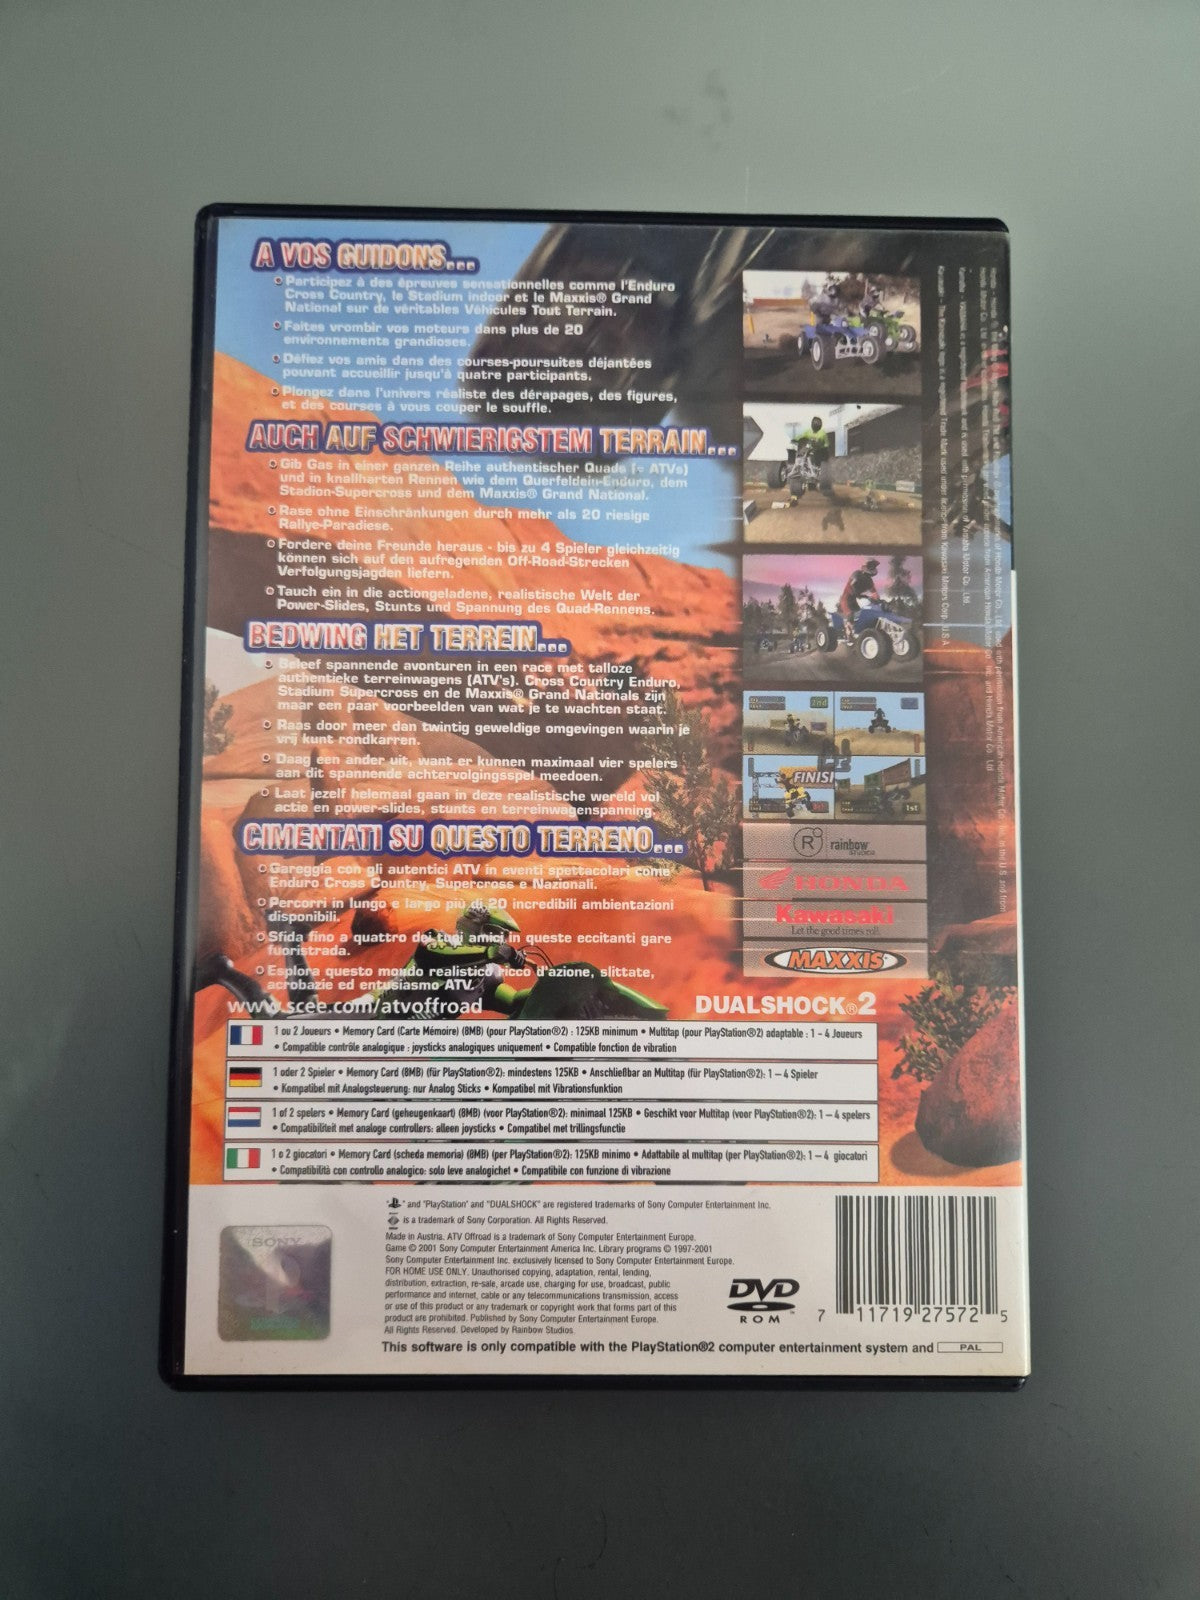 A VOS GUIDONS...
Participez à des épreuves sensationnelles comme l'Enduro
Cross Country, le Stadium indoor et le Maxxis® Grand
National sur de véritables Véhicules Tout Terrain.
Faites vrombir vos moteurs dans plus de 20
environnements grandioses.
Défiez vos amis dans des courses-poursuites déjantées
pouvant accueillir jusqu'à quatre participants.
Plongez dans l'univers réaliste des dérapages, des figures,
et des courses à vous couper le souffle.
AUCH AUF SCHWIERIGSTEM TERRAIN...
Gib Gas in einer ganzen Reihe authentischer Quads (= ATVs)
und in knallharten Rennen wie dem Querfeldein-Enduro, dem
Stadion-Supercross und dem Maxxis® Grand National.
Rase ohne Einschränkungen durch mehr als 20 riesige
Rallye-Paradiese.
Fordere deine Freunde heraus - bis zu 4 Spieler gleichzeitig
können sich auf den aufregenden Off-Road-Strecken
Verfolgungsjagden liefern.
Tauch ein in die actiongeladene, realistische Welt der
Power-Slides, Stunts und Spannung des Quad-Rennens.
BEDWING HET TERREIN...
Beleef spannende avonturen in een race met talloze
authentieke terreinwagens (ATV's). Cross Country Enduro,
Stadium Supercross en de Maxxis® Grand Nationals zijn
maar een paar voorbeelden van wat je te wachten staat.
Raas door meer dan twintig geweldige omgevingen waarin je
vrij kunt rondkarren.
Daag een ander uit, want er kunnen maximaal vier spelers
aan dit spannende achtervolgingsspel meedoen.
Laat jezelf helemaal gaan in deze realistische wereld vol
actie en power-slides, stunts en terreinwagenspanning.
CIMENTATI SU QUESTO TERRENO...
Gareggia con gli autentici ATV in eventi spettacolari come
Enduro Cross Country, Supercross e Nazionali.
Percorri in lungo e largo più di 20 incredibili ambientazioni
disponibili.
Sfida fino a quattro dei tuoi amici in queste eccitanti gare
fuoristrada.
Esplora questo mondo realistico ricco d'azione, slittate,
acrobazie ed entusiasmo ATV.
2nd
FINISH
1st
R
rainbow
STUDIOS
HONDA
Kawasaki
Let the good times roll.
MAXXIS
www.scee.com/atvoffroad
DUALSHOCK®2
1 ou 2 Joueurs • Memory Card (Carte Mémoire) (8MB) (pour PlayStation®2) : 125KB minimum • Multitap (pour PlayStation®2) adaptable : 1 – 4 Joueurs
• Compatible contrôle analogique : joysticks analogiques uniquement • Compatible fonction de vibration
1 oder 2 Spieler • Memory Card (8MB) (für PlayStation®2): mindestens 125KB • Anschließbar an Multitap (für PlayStation®2): 1 – 4 Spieler
• Kompatibel mit Analogsteuerung: nur Analog Sticks • Kompatibel mit Vibrationsfunktion
1 of 2 spelers • Memory Card (geheugenkaart) (8MB) (voor PlayStation®2): minimaal 125KB • Geschikt voor Multitap (voor PlayStation®2): 1 – 4 spelers
• Compatibiliteit met analoge controllers: alleen joysticks • Compatibel met trillingsfunctie
1 o 2 giocatori • Memory Card (scheda memoria) (8MB) (per PlayStation®2): 125KB minimo • Adattabile al multitap (per PlayStation®2): 1 – 4 giocatori
• Compatibilità con controllo analogico: solo leve analogichet • Compatibile con funzione di vibrazione
" " and "PlayStation" and "DUALSHOCK" are registered trademarks of Sony Computer Entertainment Inc.
is a trademark of Sony Corporation. All Rights Reserved.
Made in Austria. ATV Offroad is a trademark of Sony Computer Entertainment Europe.
Game © 2001 Sony Computer Entertainment America Inc. Library programs © 1997-2001
Sony Computer Entertainment Inc. exclusively licensed to Sony Computer Entertainment Europe.
FOR HOME USE ONLY. Unauthorised copying, adaptation, rental, lending,
distribution, extraction, re-sale, arcade use, charging for use, broadcast, public
performance and internet, cable or any telecommunications transmission, access
or use of this product or any trademark or copyright work that forms part of this
product are prohibited. Published by Sony Computer Entertainment Europe.
All Rights Reserved. Developed by Rainbow Studios.
This software is only compatible with the PlayStation®2 computer entertainment system and PAL
SONY
DVD
ROM
7 11719 27572 5
Kawasaki - The Kawasaki logo is a registered Trade Mark used under licence from Kawasaki Motors Corp. U.S.A